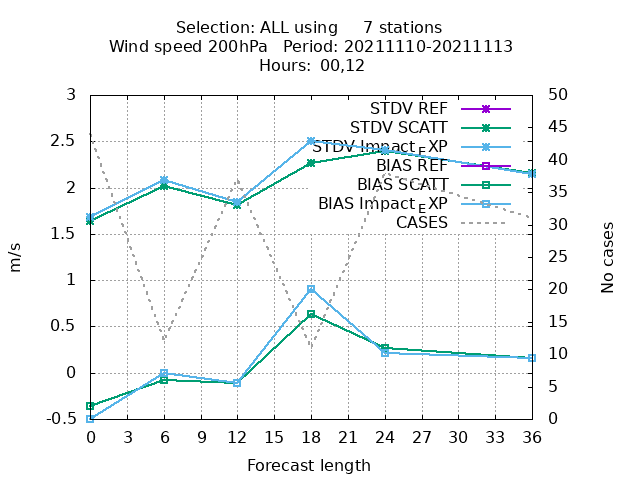 Selection: ALL using     7 stations
Wind speed 200hPa   Period: 20211110-20211113
Hours:  00,12
STDV REF
STDV SCATT
STDV Impact_EXP
BIAS REF
BIAS SCATT
BIAS Impact_EXP
CASES
3
2.5
2
1.5
1
0.5
0
-0.5
m/s
50
45
40
35
30
25
20
15
10
5
0
No cases
0 3 6 9 12 15 18 21 24 27 30 33 36
Forecast length